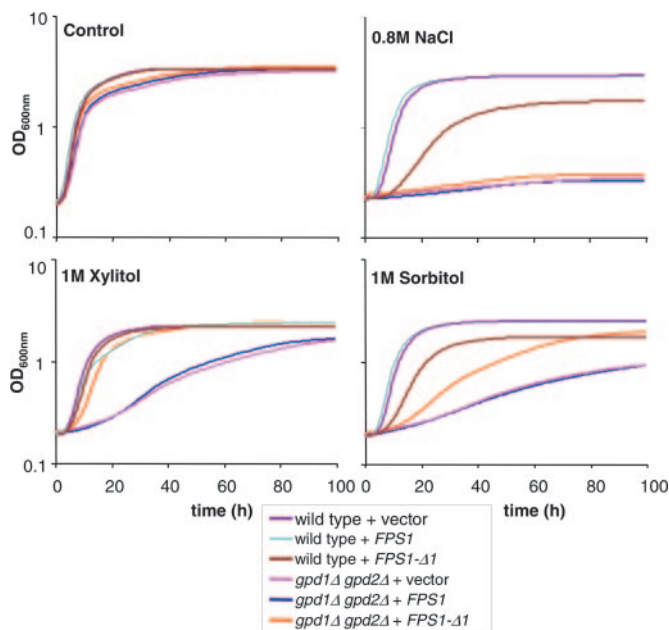 Control
0.8M NaCl
10
1
0.1
OD600nm
1M Xylitol
1M Sorbitol
10
1
0.1
OD600nm
0 20 40 60 80 100
0 20 40 60 80 100
time (h)
time (h)
wild type + vector
wild type + FPS1
wild type + FPS1-Δ1
gpd1Δ gpd2Δ + vector
gpd1Δ gpd2Δ + FPS1
gpd1Δ gpd2Δ + FPS1-Δ1